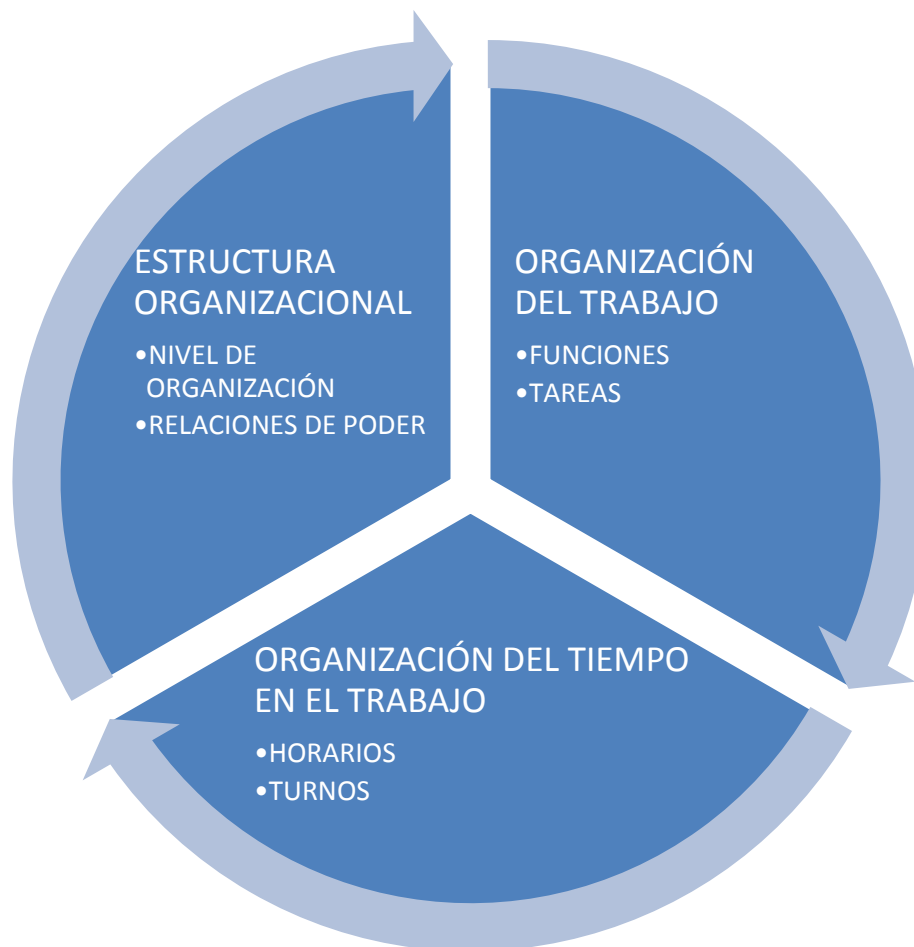 ESTRUCTURA
ORGANIZACIONAL
•NIVEL DE
ORGANIZACIÓN
•RELACIONES DE PODER
ORGANIZACIÓN
DEL TRABAJO
•FUNCIONES
•TAREAS
ORGANIZACIÓN DEL TIEMPO
EN EL TRABAJO
•HORARIOS
•TURNOS